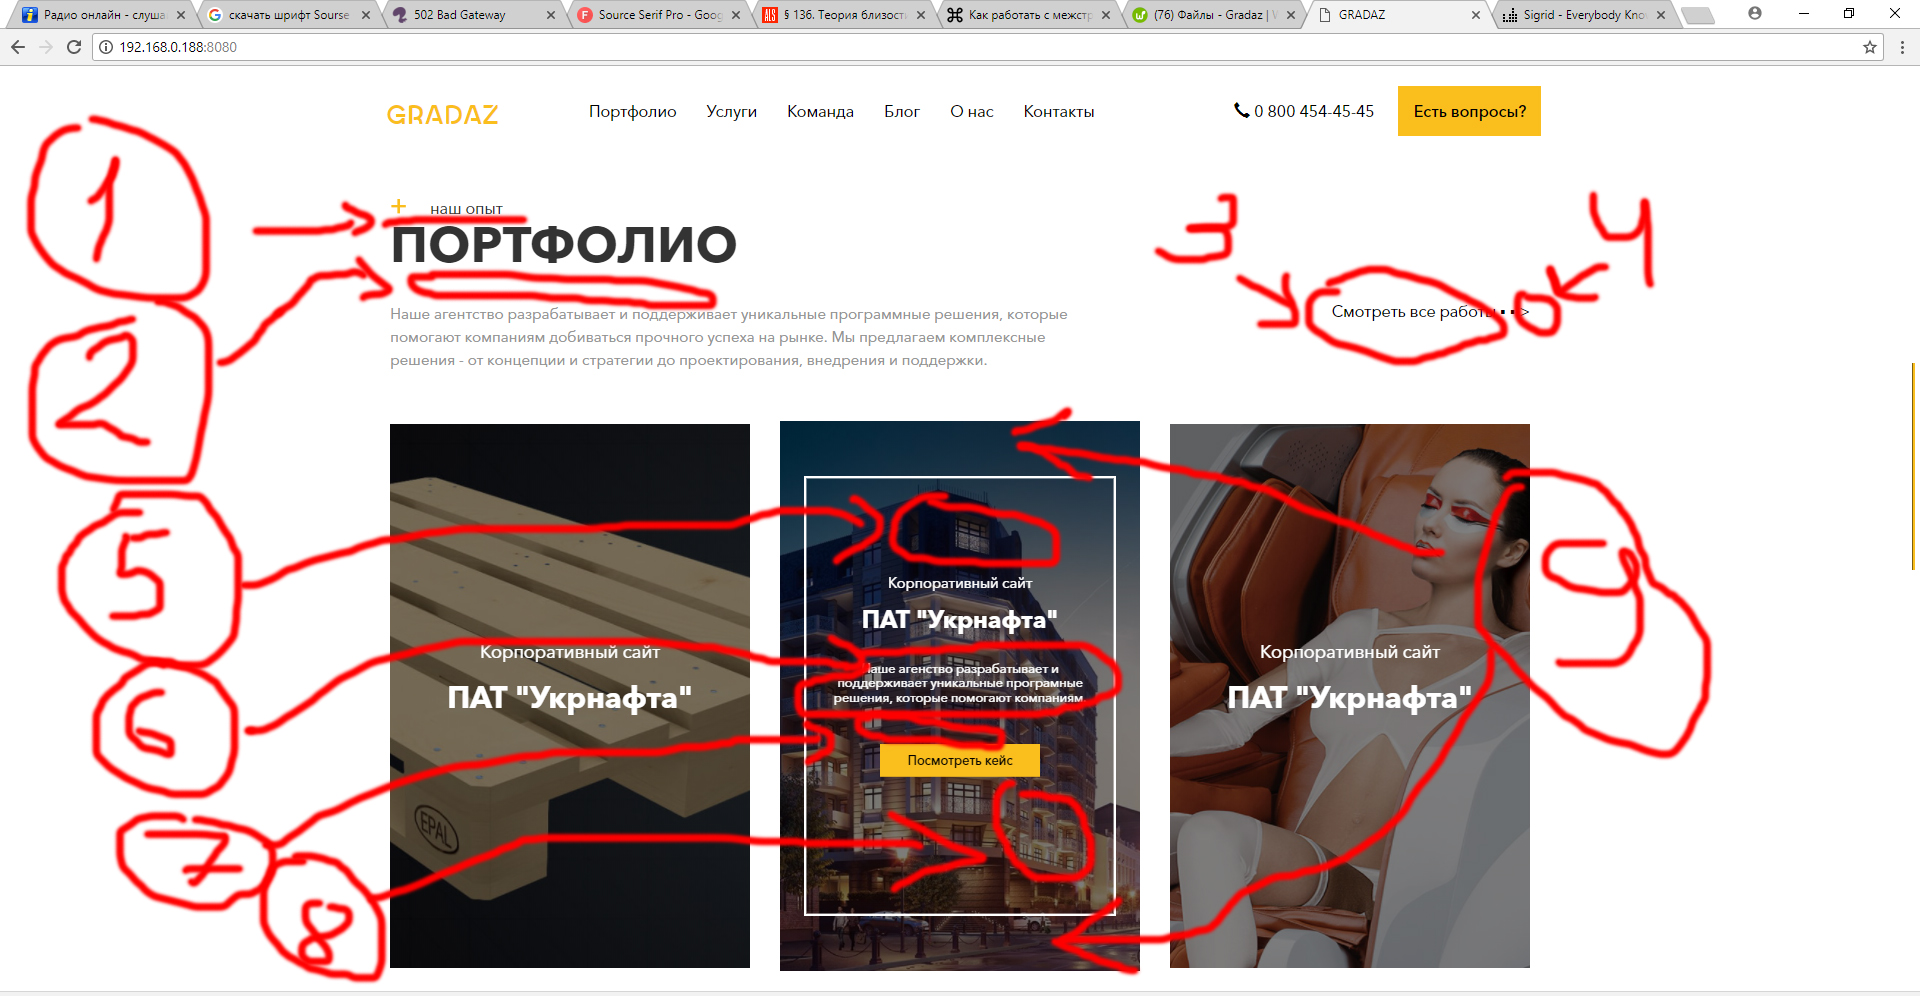 Радио онлайн - слуша
скачать шрифт Sourse
502 Bad Gateway
Source Serif Pro - Goo
§ 136. Теория близост
Как работать с межстр
(76) Файлы - Gradaz | W
GRADAZ
Sigrid - Everybody Kno
192.168.0.188:8080
GRADAZ
Портфолио Услуги Команда Блог О нас Контакты
0 800 454-45-45
Есть вопросы?
1
+ наш опыт
ПОРТФОЛИО
3
4
2
Смотреть все работы
Наше агентство разрабатывает и поддерживает уникальные программные решения, которые
помогают компаниям добиваться прочного успеха на рынке. Мы предлагаем комплексные
решения - от концепции и стратегии до проектирования, внедрения и поддержки.
5
6
7
8
5
EPAL
Корпоративный сайт
ПАТ "Укрнафта"
Корпоративный сайт
ПАТ "Укрнафта"
Наше агенство разрабатывает и
поддерживает уникальные програмные
решения, которые помогают компаниям
Посмотреть кейс
Корпоративный сайт
ПАТ "Укрнафта"